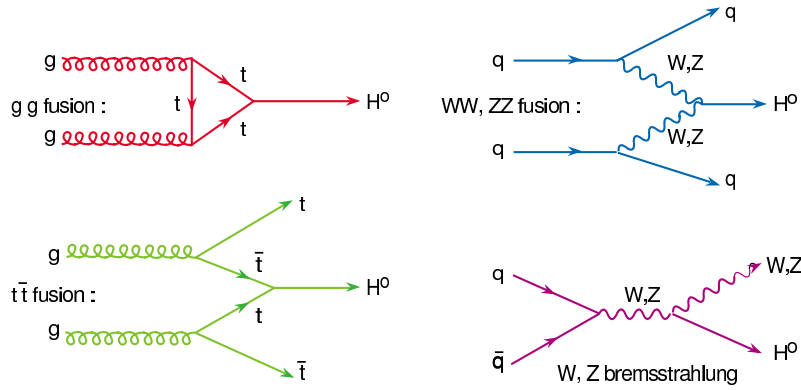 g
t
t
t
g
H⁰
g g fusion :
q
q
W,Z
W,Z
q
q
H⁰
WW, ZZ fusion :
g
t
t̄
t
g
t̄
H⁰
t t̄ fusion :
q
q̄
W,Z
W,Z
H⁰
W, Z bremsstrahlung